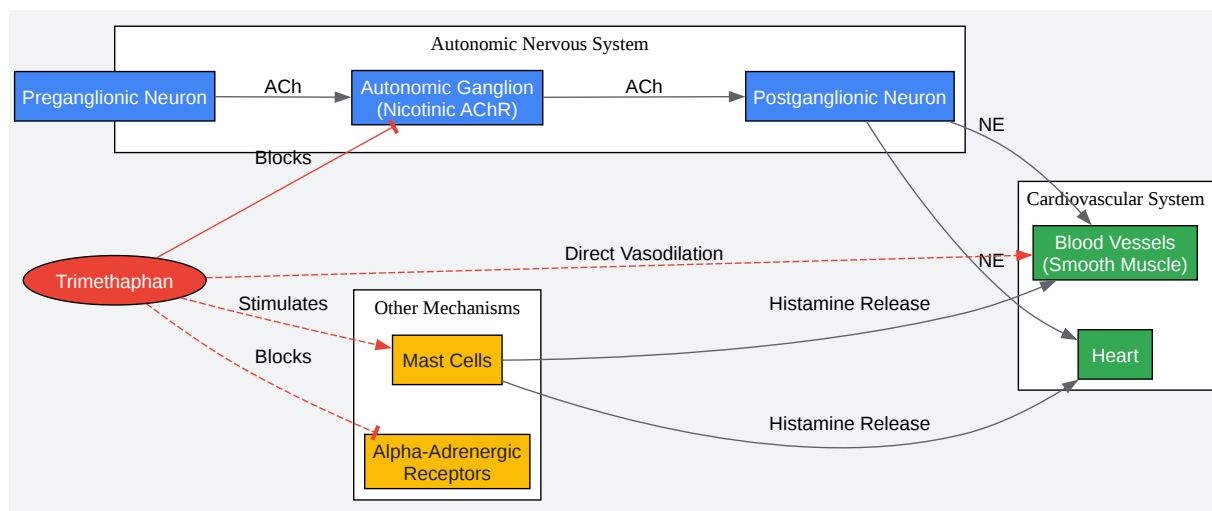 Autonomic Nervous System
Preganglionic Neuron
ACh
Autonomic Ganglion
(Nicotinic AChR)
ACh
Postganglionic Neuron
NE
Blocks
Cardiovascular System
Blood Vessels
(Smooth Muscle)
Direct Vasodilation
NE
Trimethaphan
Stimulates
Other Mechanisms
Histamine Release
Mast Cells
Heart
Blocks
Histamine Release
Alpha-Adrenergic
Receptors